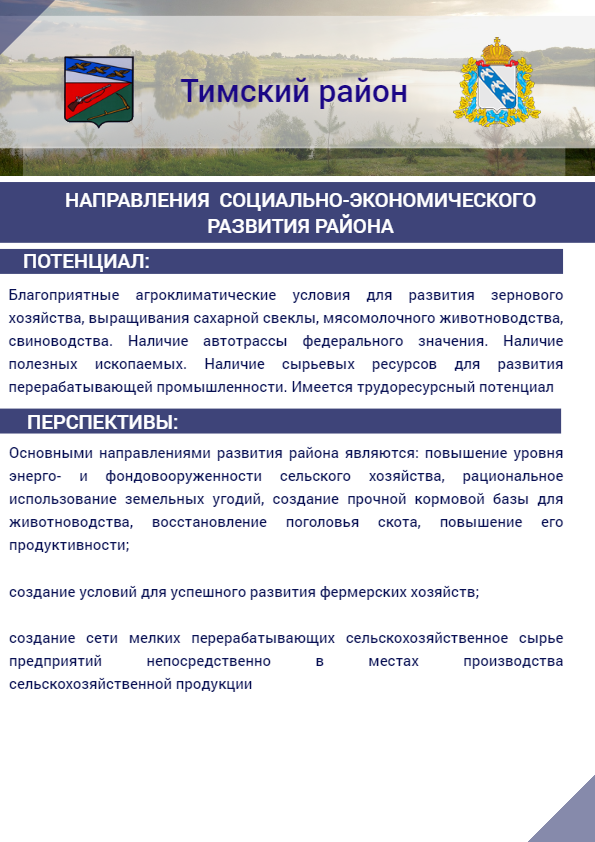 Тимский район
НАПРАВЛЕНИЯ СОЦИАЛЬНО-ЭКОНОМИЧЕСКОГО
РАЗВИТИЯ РАЙОНА
ПОТЕНЦИАЛ:
Благоприятные агроклиматические условия для развития зернового
хозяйства, выращивания сахарной свеклы, мясомолочного животноводства,
свиноводства. Наличие автотрассы федерального значения. Наличие
полезных ископаемых. Наличие сырьевых ресурсов для развития
перерабатывающей промышленности. Имеется трудоресурсный потенциал
ПЕРСПЕКТИВЫ:
Основными направлениями развития района являются: повышение уровня
энерго- и фондовооруженности сельского хозяйства, рациональное
использование земельных угодий, создание прочной кормовой базы для
животноводства, восстановление поголовья скота, повышение его
продуктивности;
создание условий для успешного развития фермерских хозяйств;
создание сети мелких перерабатывающих сельскохозяйственное сырье
предприятий непосредственно в местах производства
сельскохозяйственной продукции